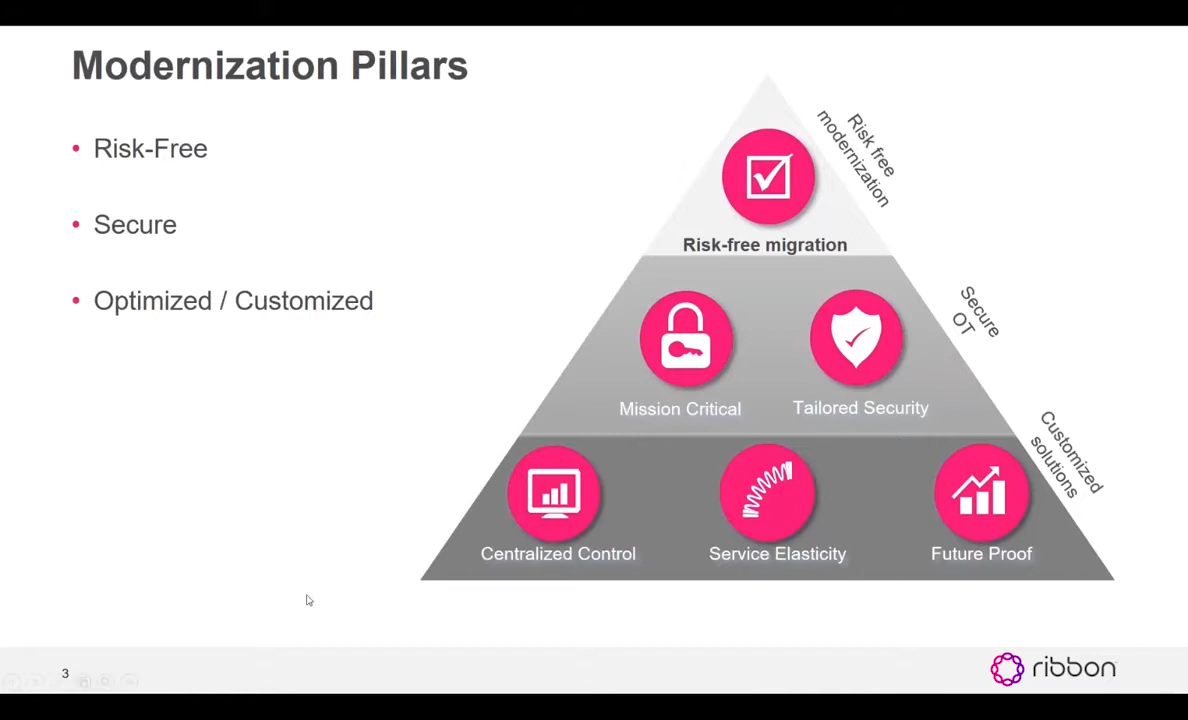 Modernization Pillars
• Risk-Free
• Secure
• Optimized / Customized
Risk free
modernization
Risk-free migration
Secure
OT
Mission Critical
Tailored Security
Customized
solutions
Centralized Control
Service Elasticity
Future Proof
3
ribbon